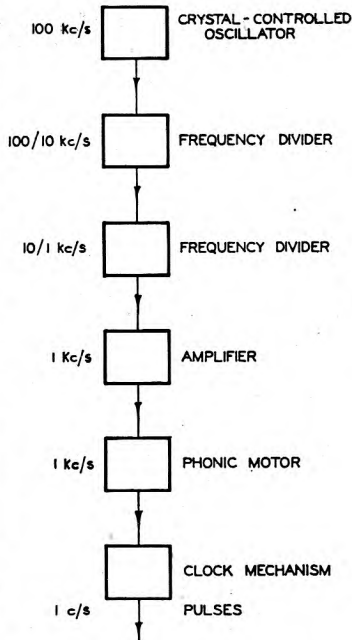 100 kc/s CRYSTAL-CONTROLLED
OSCILLATOR
100/10 kc/s FREQUENCY DIVIDER
10/1 kc/s FREQUENCY DIVIDER
1 Kc/s AMPLIFIER
1 Kc/s PHONIC MOTOR
CLOCK MECHANISM
1 c/s PULSES